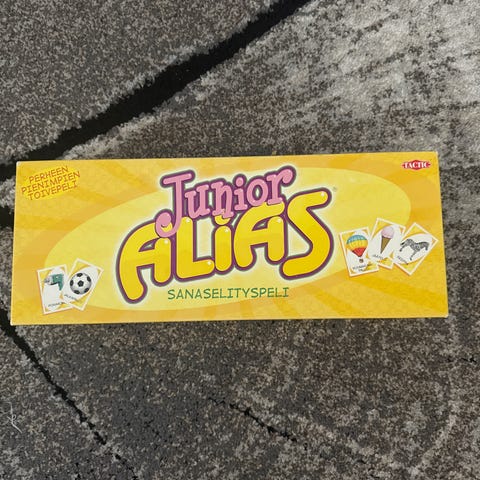 PERHEEN
PIENIMPIEN
TOIVEPELI
TACTIC
Junior
ALiAS
SANASELITYSPELI